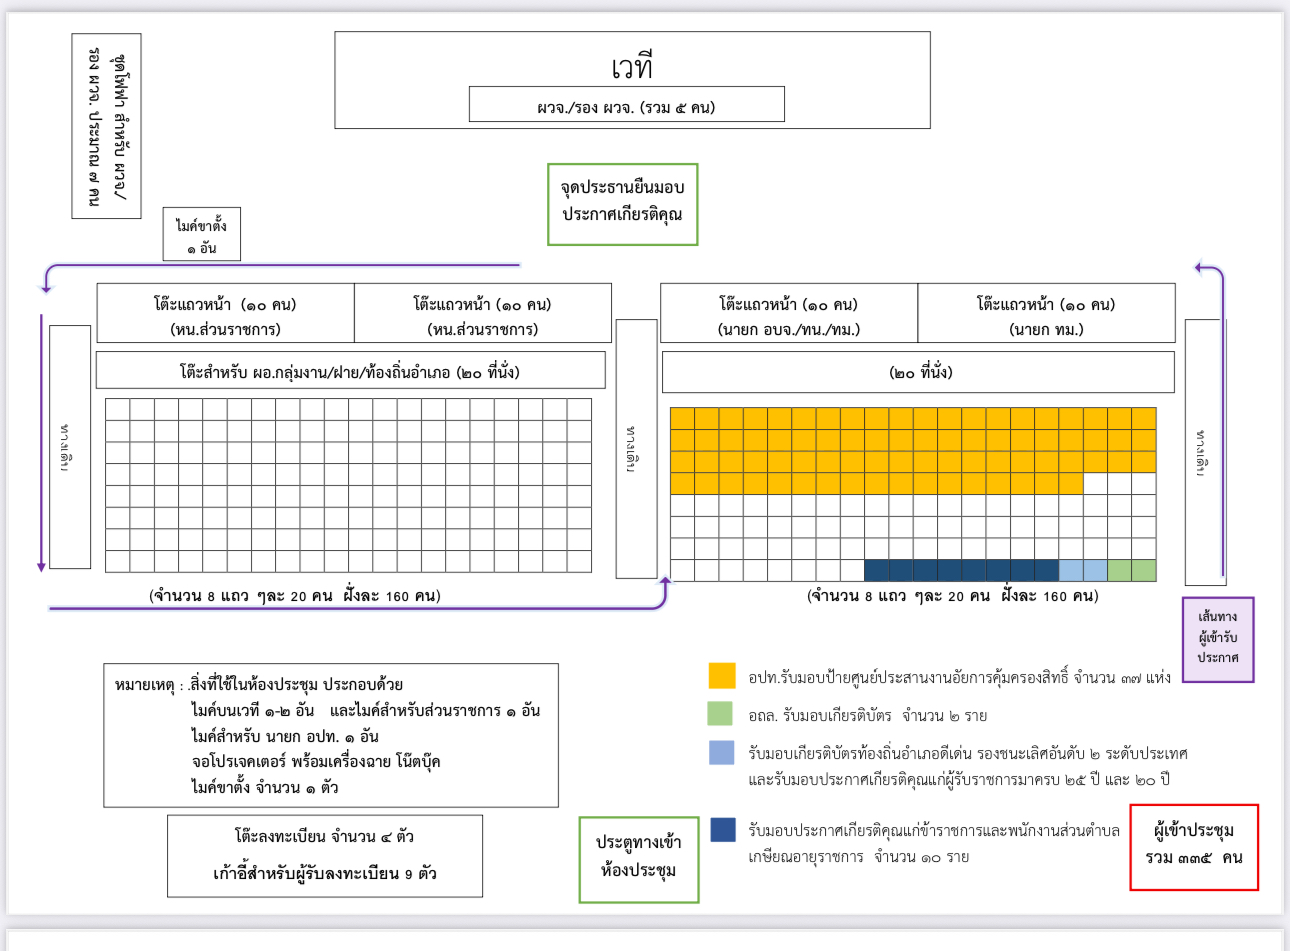 เวที
ผวจ./รอง ผวจ. (รวม ๕ คน)
ชุดโฟฟา สำหรับ ผวจ./
รอง ผวจ. ประมาณ ๗ คน
จุดประธานยืนมอบ
ประกาศเกียรติคุณ
ไมค์ขาตั้ง
๑ อัน
โต๊ะแถวหน้า (๑๐ คน)
(หน.ส่วนราชการ)
โต๊ะแถวหน้า (๑๐ คน)
(หน.ส่วนราชการ)
โต๊ะแถวหน้า (๑๐ คน)
(นายก อบจ./ทน./ทม.)
โต๊ะแถวหน้า (๑๐ คน)
(นายก ทม.)
โต๊ะสำหรับ ผอ.กลุ่มงาน/ฝ่าย/ท้องถิ่นอำเภอ (๒๐ ที่นั่ง)
(๒๐ ที่นั่ง)
ทางเดิน
ทางเดิน
ทางเดิน
(จำนวน 8 แถว ๆละ 20 คน ฝั่งละ 160 คน)
(จำนวน 8 แถว ๆละ 20 คน ฝั่งละ 160 คน)
เส้นทาง
ผู้เข้ารับ
ประกาศ
หมายเหตุ : .สิ่งที่ใช้ในห้องประชุม ประกอบด้วย
ไมค์บนเวที ๑-๒ อัน และไมค์สำหรับส่วนราชการ ๑ อัน
ไมค์สำหรับ นายก อปท. ๑ อัน
จอโปรเจคเตอร์ พร้อมเครื่องฉาย โน๊ตบุ๊ค
ไมค์ขาตั้ง จำนวน ๑ ตัว
โต๊ะลงทะเบียน จำนวน ๔ ตัว
เก้าอี้สำหรับผู้รับลงทะเบียน 9 ตัว
ประตูทางเข้า
ห้องประชุม
อปท.รับมอบป้ายศูนย์ประสานงานอัยการคุ้มครองสิทธิ์ จำนวน ๓๗ แห่ง
อถล. รับมอบเกียรติบัตร จำนวน ๒ ราย
รับมอบเกียรติบัตรท้องถิ่นอำเภอดีเด่น รองชนะเลิศอันดับ ๒ ระดับประเทศ
และรับมอบประกาศเกียรติคุณแก่ผู้รับราชการมาครบ ๒๕ ปี และ ๒๐ ปี
รับมอบประกาศเกียรติคุณแก่ข้าราชการและพนักงานส่วนตำบล
เกษียณอายุราชการ จำนวน ๑๐ ราย
ผู้เข้าประชุม
รวม ๓๓๕ คน